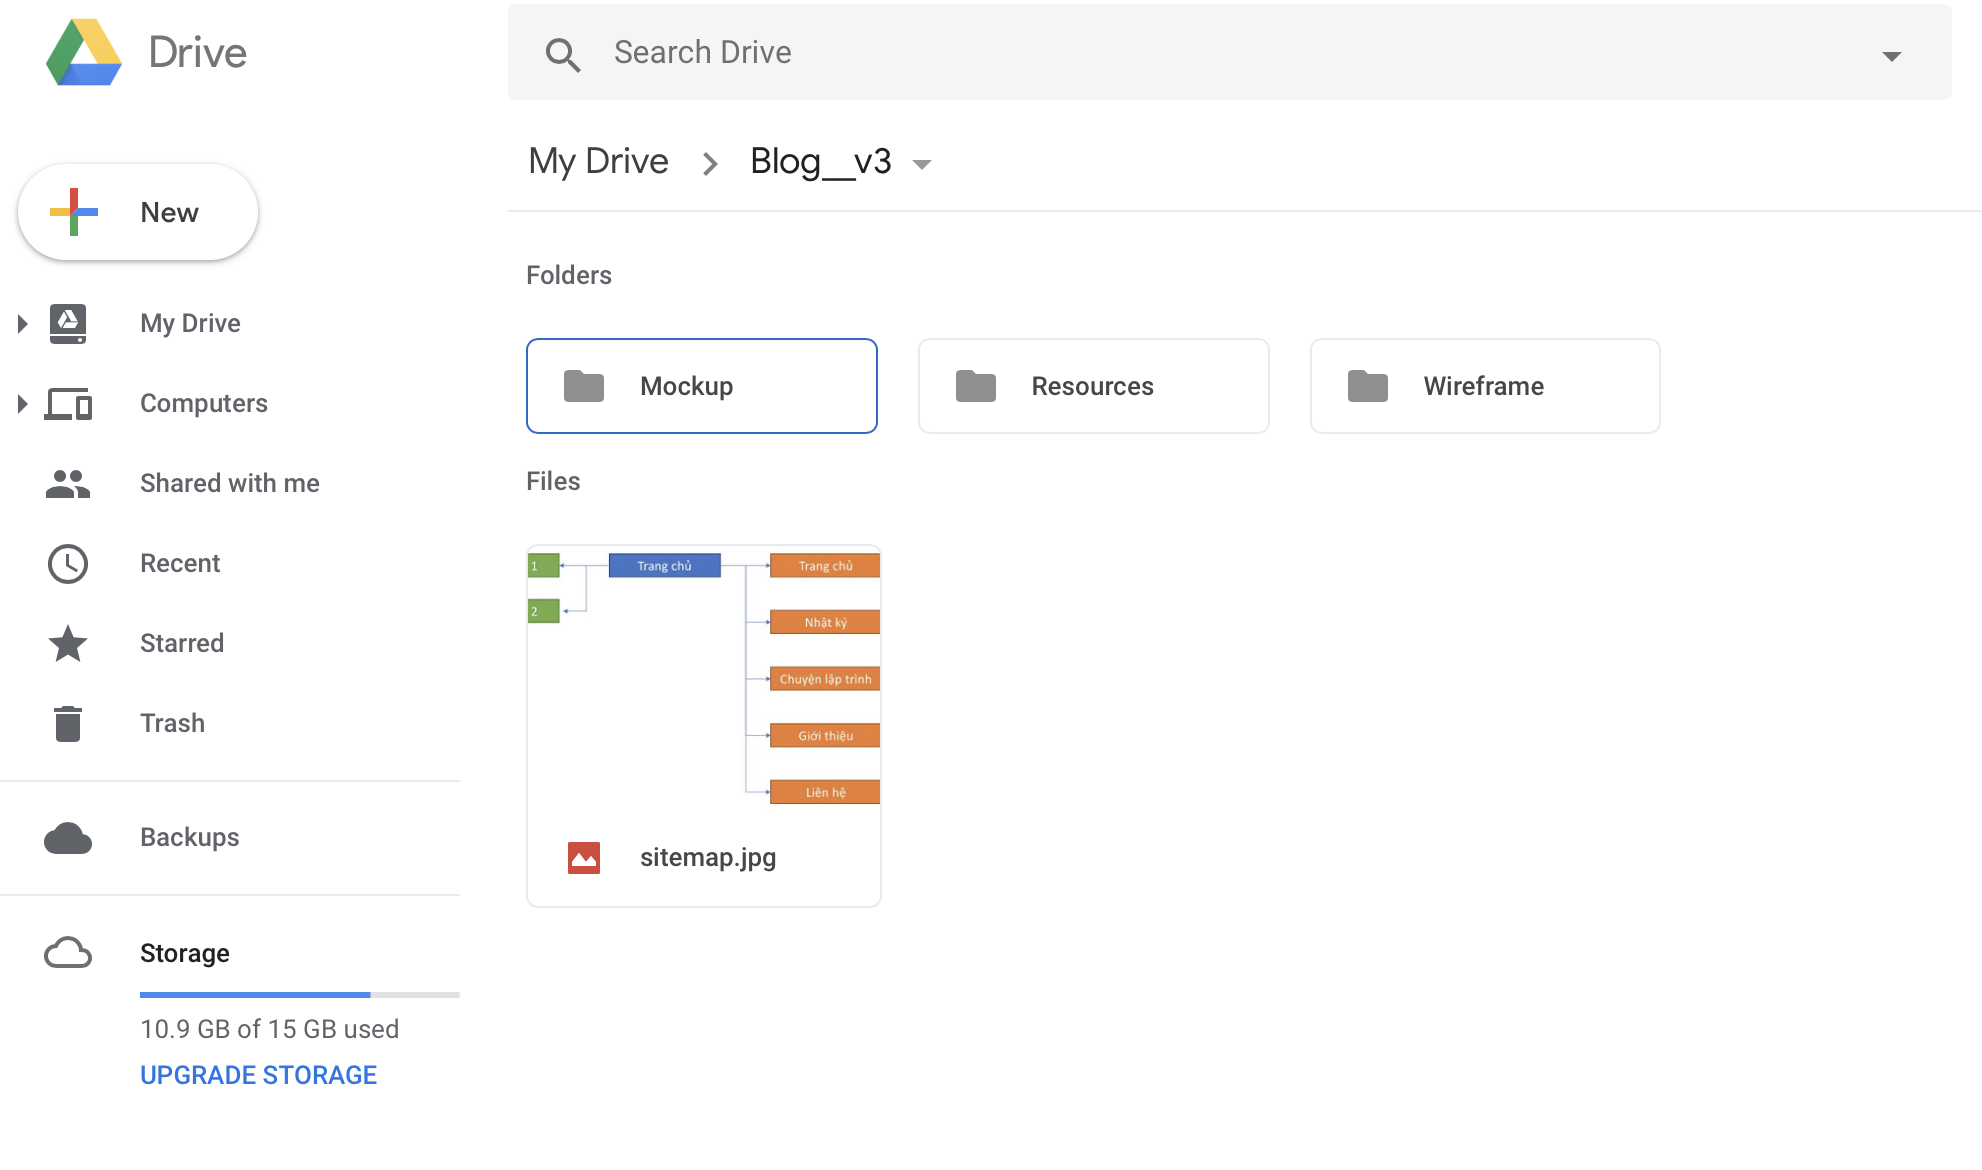 Drive
Search Drive
My Drive
Blog__v3
New
My Drive
Computers
Shared with me
Recent
Starred
Trash
Backups
Storage
10.9 GB of 15 GB used
UPGRADE STORAGE
Folders
Mockup
Resources
Wireframe
Files
1
Trang chủ
Trang chủ
2
Nhật ký
Chuyện lập trình
Giới thiệu
Liên hệ
sitemap.jpg